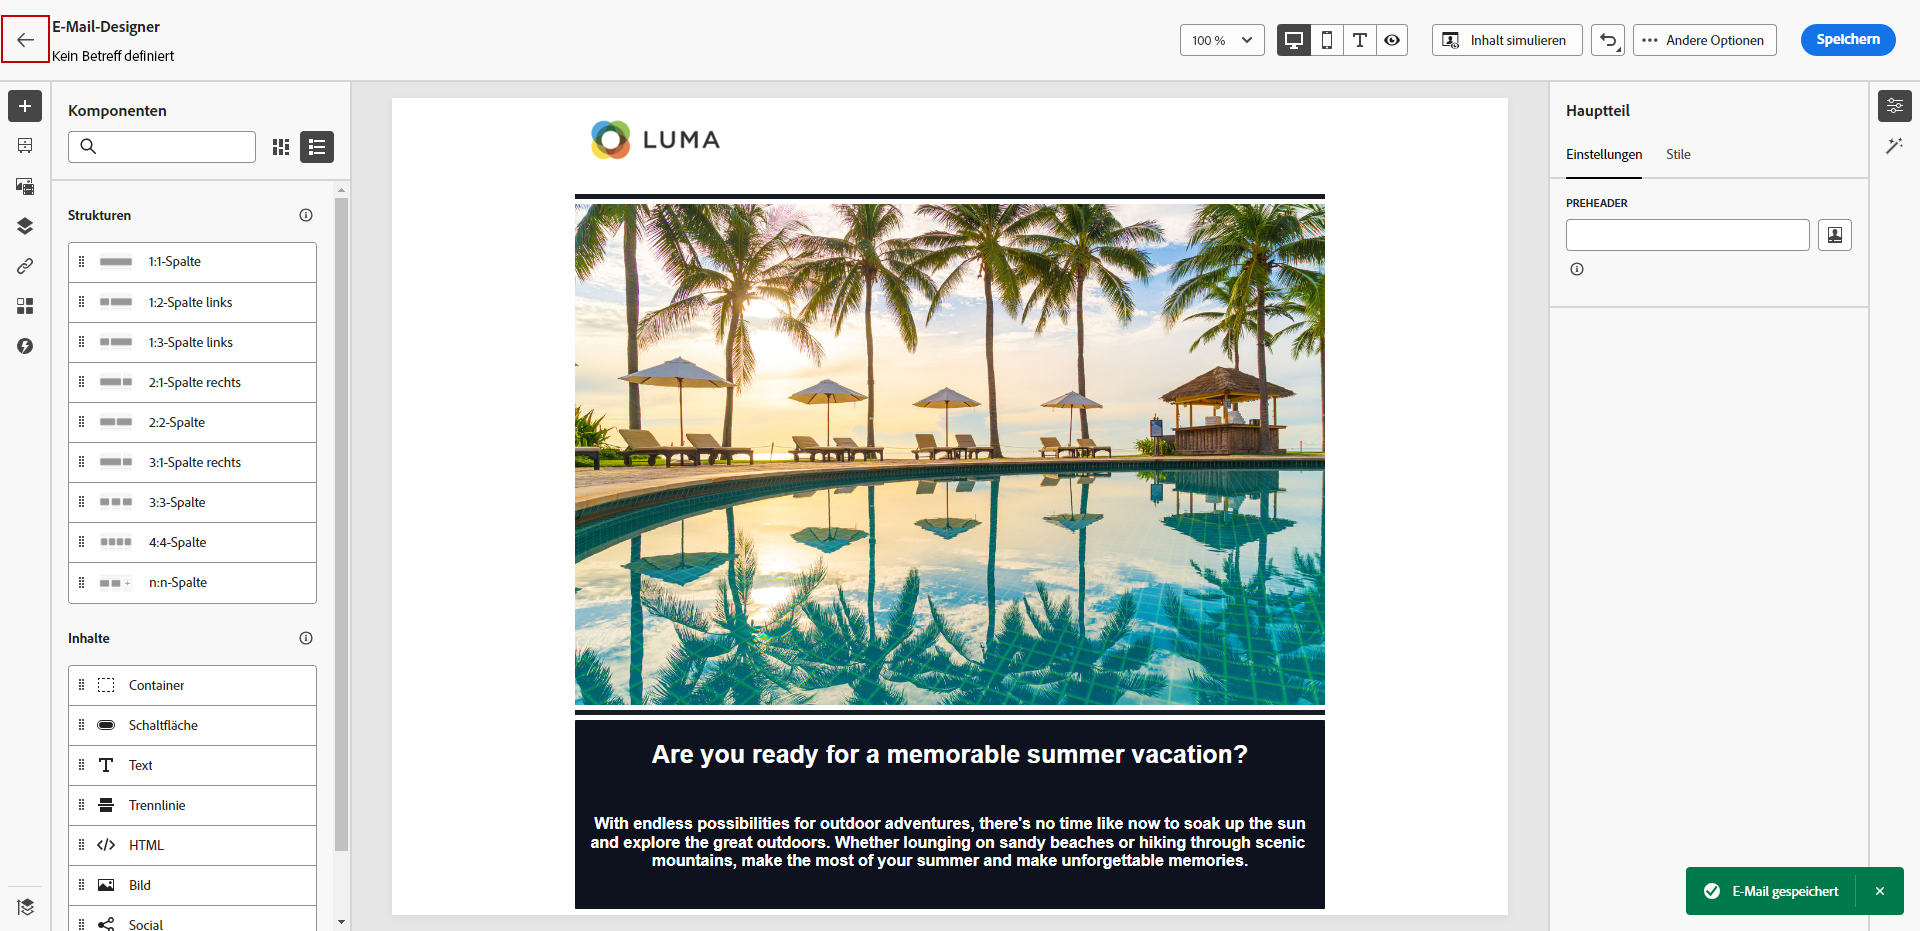 E-Mail-Designer
Kein Betreff definiert
100 %
Inhalt simulieren
Andere Optionen
Speichern
Komponenten
Strukturen
1:1-Spalte
1:2-Spalte links
1:3-Spalte links
2:1-Spalte rechts
2:2-Spalte
3:1-Spalte rechts
3:3-Spalte
4:4-Spalte
n:n-Spalte
Inhalte
Container
Schaltfläche
Text
Trennlinie
HTML
Bild
Social
LUMA
Are you ready for a memorable summer vacation?
With endless possibilities for outdoor adventures, there's no time like now to soak up the sun
and explore the great outdoors. Whether lounging on sandy beaches or hiking through scenic
mountains, make the most of your summer and make unforgettable memories.
Hauptteil
Einstellungen
Stile
PREHEADER
E-Mail gespeichert